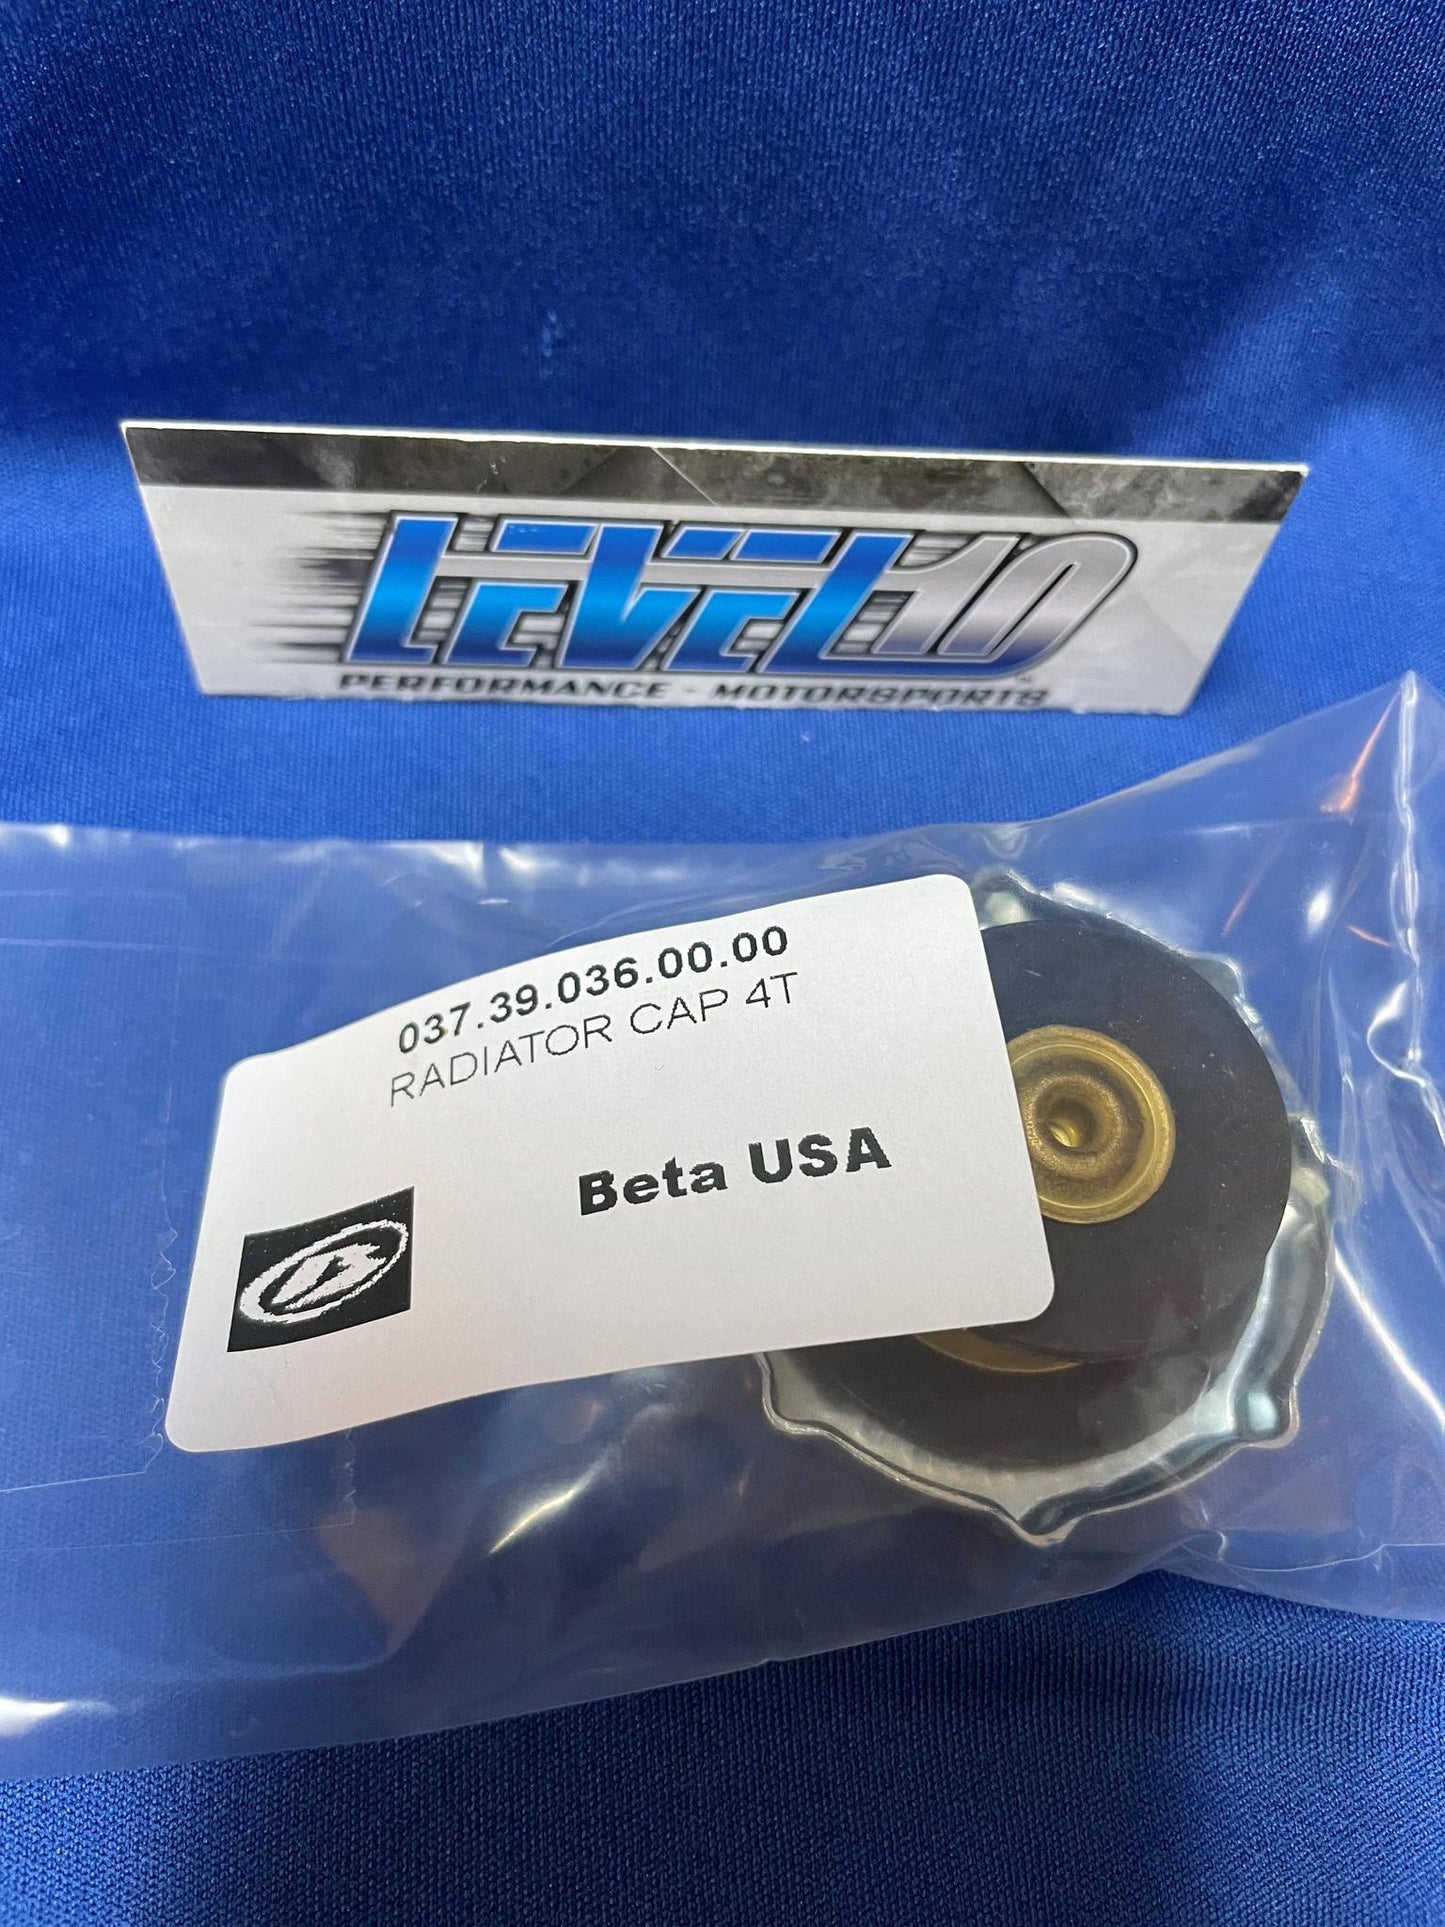 LEVEL 10
PERFORMANCE - MOTORSPORTS
037.39.036.00.00
RADIATOR CAP 4T
Beta USA